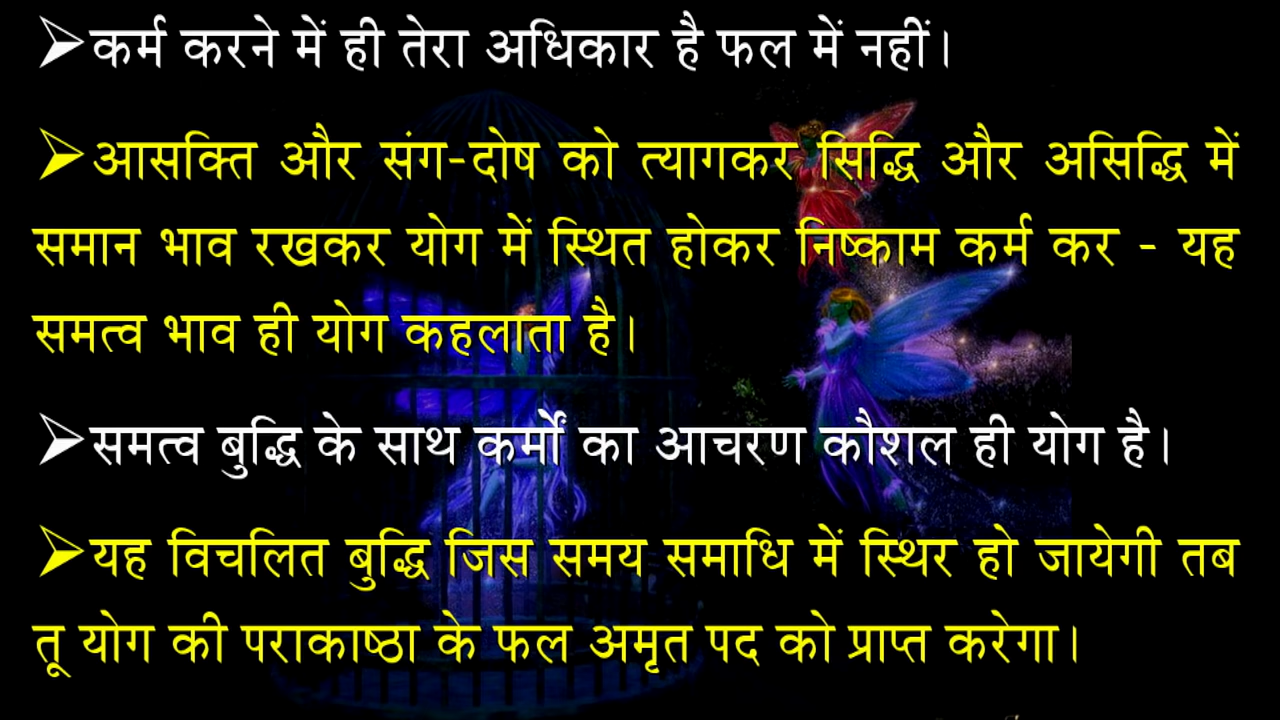 ➢कर्म करने में ही तेरा अधिकार है फल में नहीं।
➢आसक्ति और संग-दोष को त्यागकर सिद्धि और असिद्धि में
समान भाव रखकर योग में स्थित होकर निष्काम कर्म कर - यह
समत्व भाव ही योग कहलाता है।
➢समत्व बुद्धि के साथ कर्मों का आचरण कौशल ही योग है।
➢यह विचलित बुद्धि जिस समय समाधि में स्थिर हो जायेगी तब
तू योग की पराकाष्ठा के फल अमृत पद को प्राप्त करेगा।